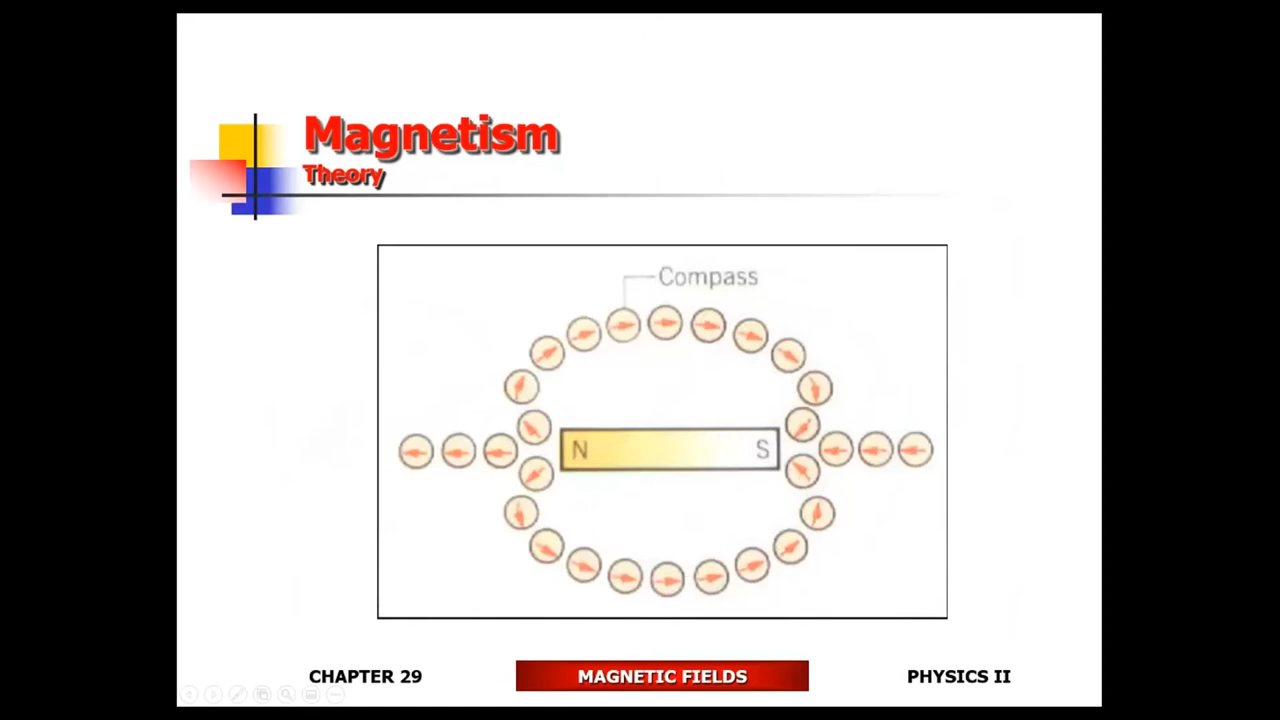 Magnetism
Theory
Compass
N S
CHAPTER 29 MAGNETIC FIELDS PHYSICS II